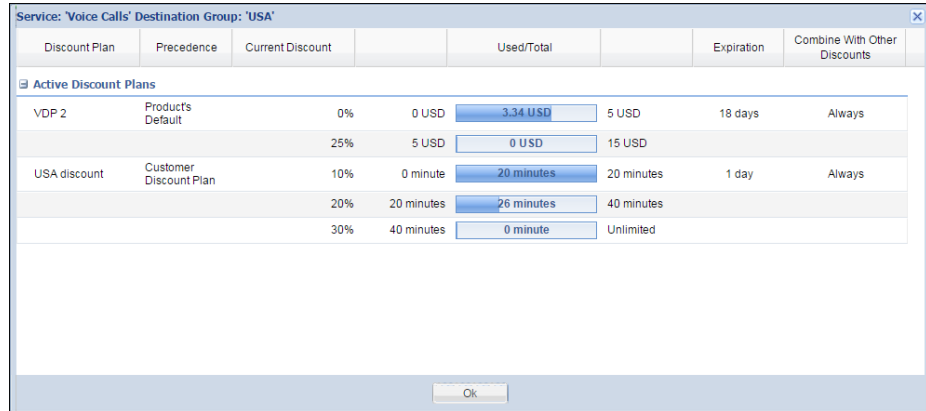 Service: 'Voice Calls' Destination Group: 'USA'
Discount Plan Precedence Current Discount Used/Total Expiration Combine With Other
Discounts
Active Discount Plans
VDP 2 Product's
Default 0% 0 USD 3.34 USD 5 USD 18 days Always
25% 5 USD 0 USD 15 USD
USA discount Customer
Discount Plan 10% 0 minute 20 minutes 20 minutes 1 day Always
20% 20 minutes 26 minutes 40 minutes
30% 40 minutes 0 minute Unlimited
Ok